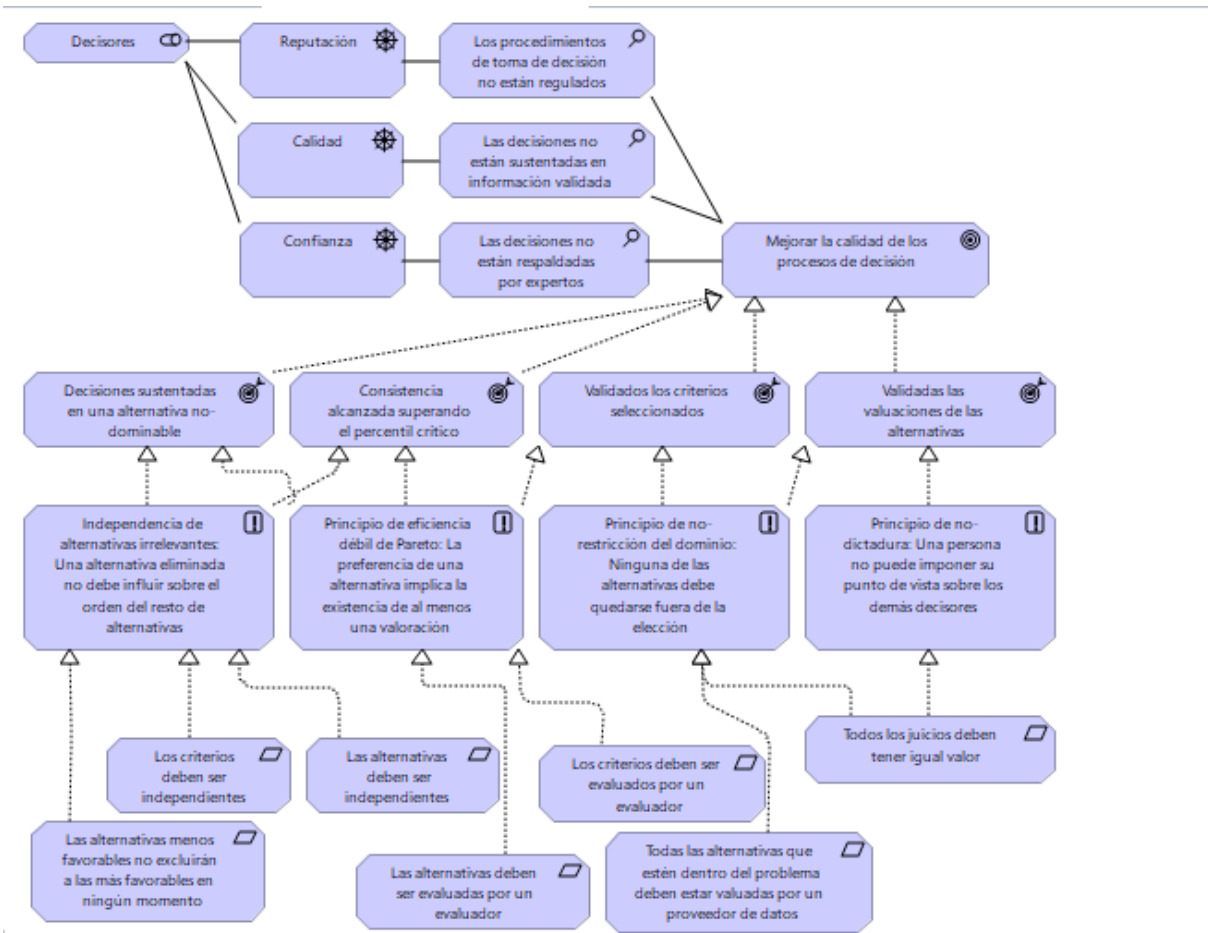 Decisores
Reputación
Los procedimientos
de toma de decisión
no están regulados
Calidad
Las decisiones no
están sustentadas en
información validada
Confianza
Las decisiones no
están respaldadas
por expertos
Mejorar la calidad de los
procesos de decisión
Decisiones sustentadas
en una alternativa no-
dominable
Consistencia
alcanzada superando
el percentil crítico
Validados los criterios
seleccionados
Validadas las
valuaciones de las
alternativas
Independencia de
alternativas irrelevantes:
Una alternativa eliminada
no debe influir sobre el
orden del resto de
alternativas
Principio de eficiencia
débil de Pareto: La
preferencia de una
alternativa implica la
existencia de al menos
una valoración
Principio de no-
restricción del dominio:
Ninguna de las
alternativas debe
quedarse fuera de la
elección
Principio de no-
dictadura: Una persona
no puede imponer su
punto de vista sobre los
demás decisores
Los criterios
deben ser
independientes
Las alternativas
deben ser
independientes
Los criterios deben ser
evaluados por un
evaluador
Todos los juicios deben
tener igual valor
Las alternativas menos
favorables no excluirán
a las más favorables en
ningún momento
Las alternativas deben
ser evaluadas por un
evaluador
Todas las alternativas que
estén dentro del problema
deben estar valuadas por un
proveedor de datos